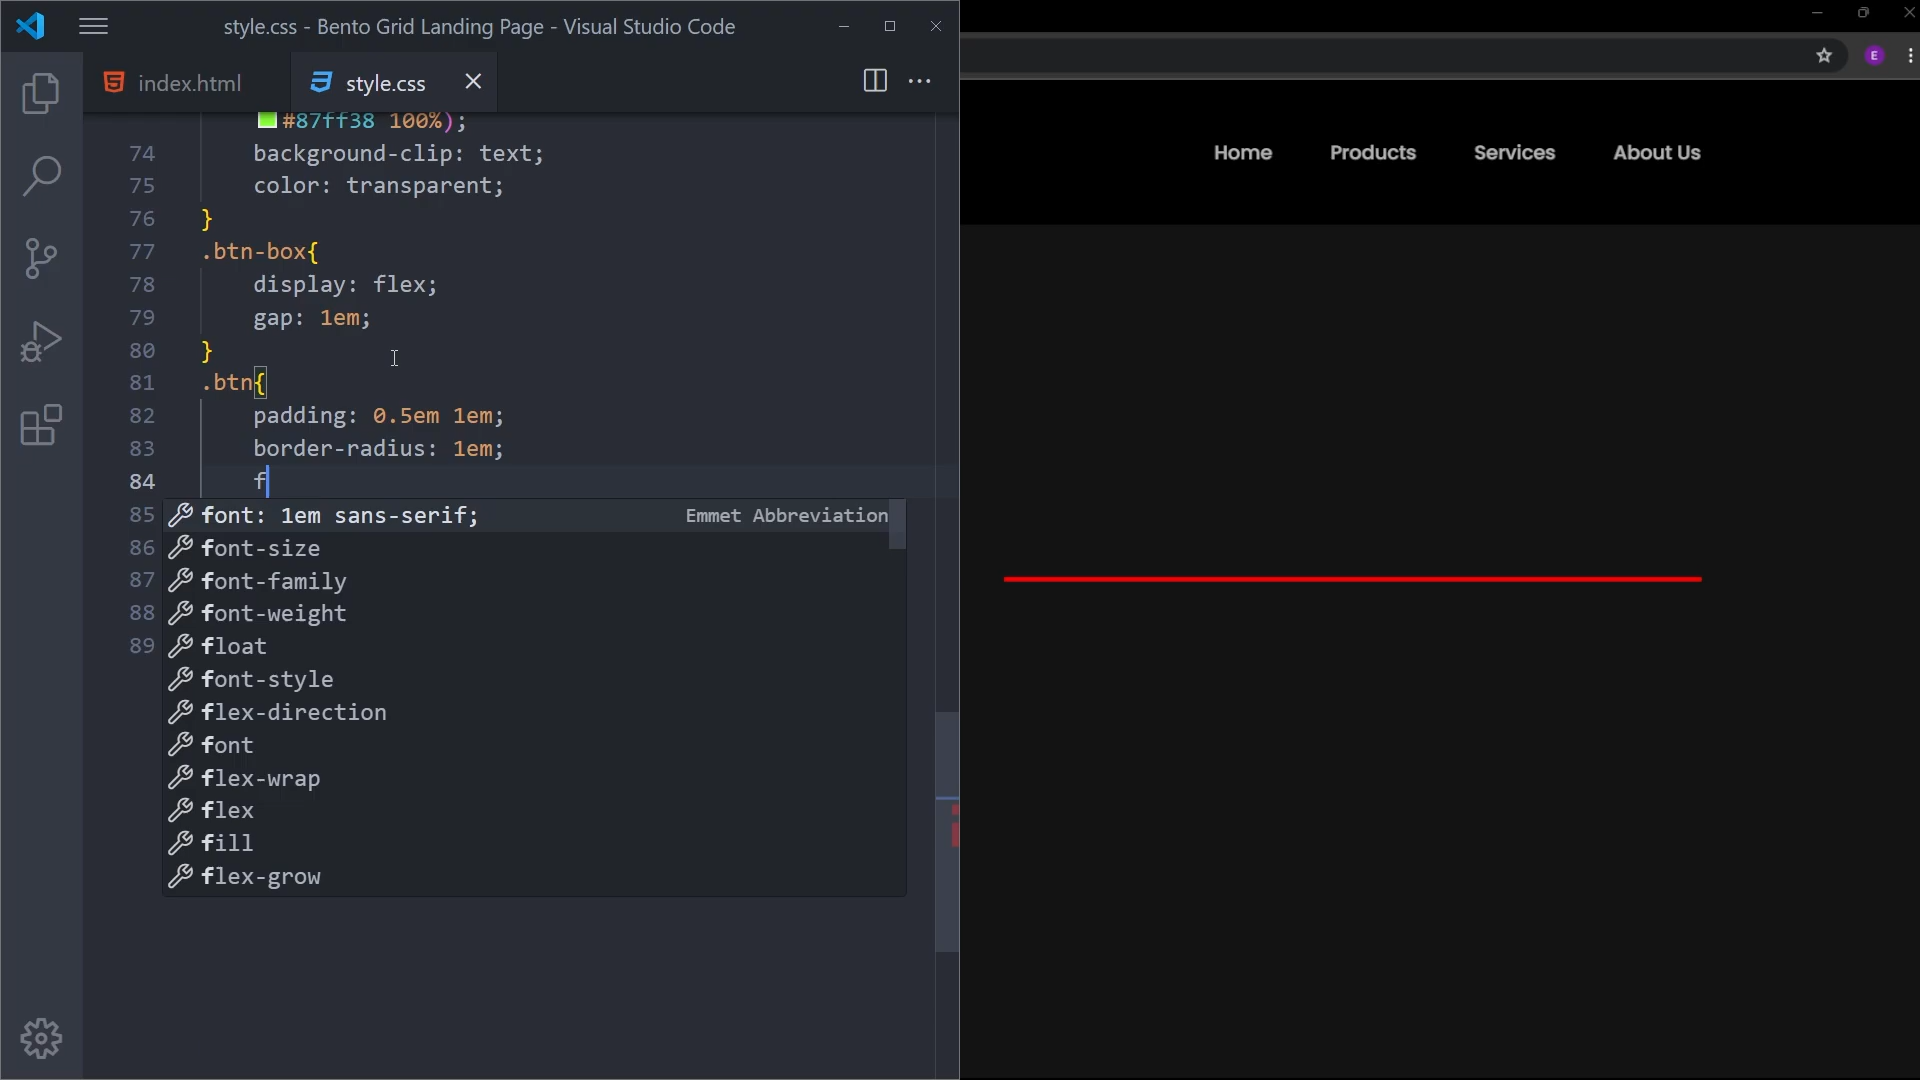 style.css - Bento Grid Landing Page - Visual Studio Code
index.html
style.css
#87ff38 100%);
74 background-clip: text;
75 color: transparent;
76 }
77 .btn-box{
78 display: flex;
79 gap: 1em;
80 }
81 .btn{
82 padding: 0.5em 1em;
83 border-radius: 1em;
84 f
85 font: 1em sans-serif; Emmet Abbreviation
86 font-size
87 font-family
88 font-weight
89 float
font-style
flex-direction
font
flex-wrap
flex
fill
flex-grow
E
Home Products Services About Us